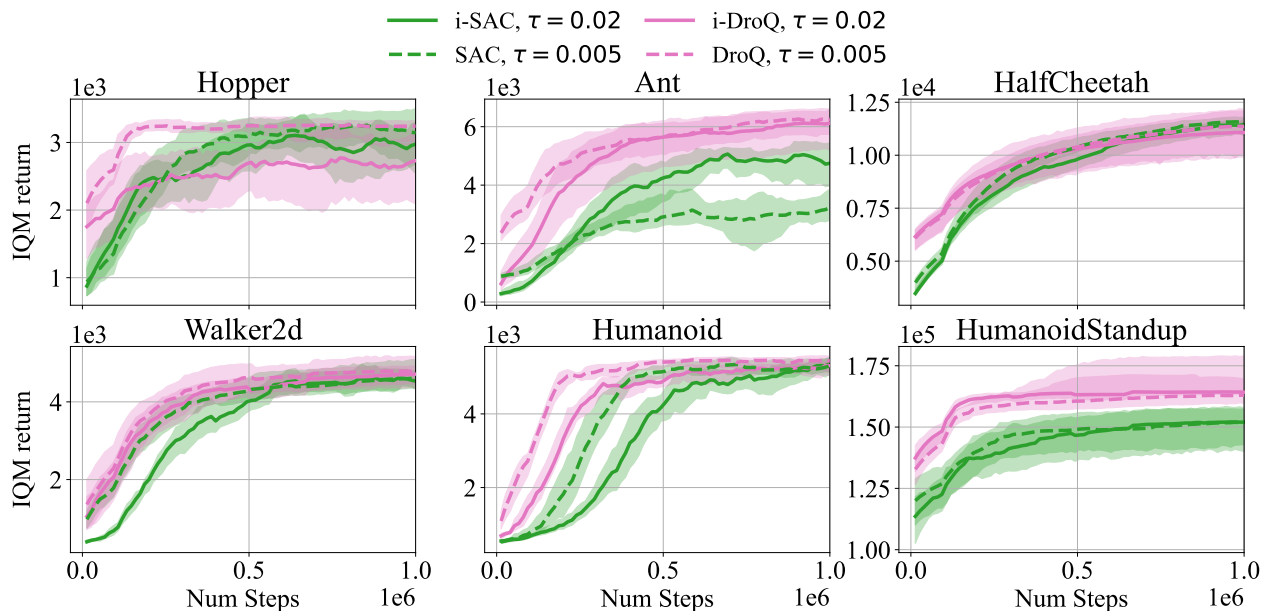 i-SAC, τ = 0.02 i-DroQ, τ = 0.02
SAC, τ = 0.005 DroQ, τ = 0.005
1e3 Hopper 1e3 Ant 1e4 HalfCheetah
IQM return
3
2
1
6
4
2
0
1.25
1.00
0.75
0.50
1e3 Walker2d 1e3 Humanoid 1e5 HumanoidStandup
IQM return
4
2
4
2
1.75
1.50
1.25
1.00
0.0 0.5 1.0 0.0 0.5 1.0 0.0 0.5 1.0
Num Steps 1e6 Num Steps 1e6 Num Steps 1e6